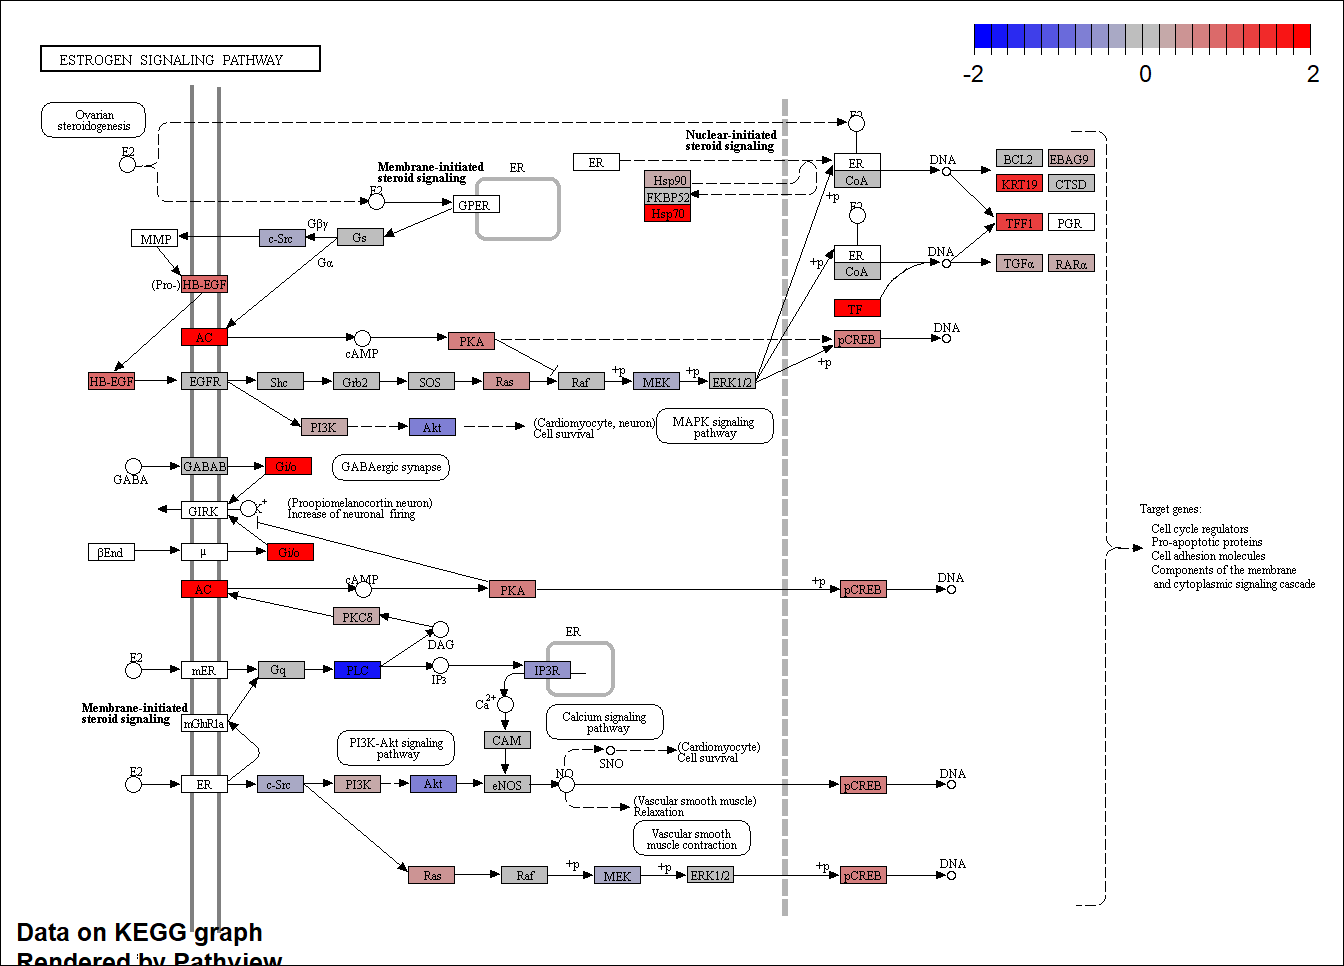 ESTROGEN SIGNALING PATHWAY
-2 0 2
Ovarian
steroidogenesis
E2
E2
E2
Membrane-initiated
steroid signaling
ER
GPER
ER
Nuclear-initiated
steroid signaling
Hsp90
FKBP52
Hsp70
ER
CoA
+p
DNA
BCL2 EBAG9
KRT19 CTSD
TFF1 PGR
TGFα RARα
MMP
c-Src
Gβγ
Gs
Gα
E2
ER
CoA
+p
DNA
TF
(Pro-) HB-EGF
AC
cAMP
PKA
pCREB
DNA
+p
HB-EGF
EGFR
Shc
Grb2
SOS
Ras
Raf
+p
MEK
+p
ERK1/2
PI3K
Akt
(Cardiomyocyte, neuron)
Cell survival
MAPK signaling
pathway
GABA
GABAB
Gi/o
GABAergic synapse
GIRK
K+
(Proopiomelanocortin neuron)
Increase of neuronal firing
βEnd
μ
Gi/o
AC
cAMP
PKA
+p
pCREB
DNA
PKCδ
DAG
E2
mER
Gq
PLC
IP3
IP3R
ER
Ca2+
Membrane-initiated
steroid signaling
mGluR1a
CAM
Calcium signaling
pathway
PI3K-Akt signaling
pathway
E2
ER
c-Src
PI3K
Akt
eNOS
NO
SNO
(Cardiomyocyte)
Cell survival
(Vascular smooth muscle)
Relaxation
pCREB
DNA
Vascular smooth
muscle contraction
Ras
Raf
+p
MEK
+p
ERK1/2
+p
pCREB
DNA
Target genes:
Cell cycle regulators
Pro-apoptotic proteins
Cell adhesion molecules
Components of the membrane
and cytoplasmic signaling cascade
Data on KEGG graph
Rendered by Pathview